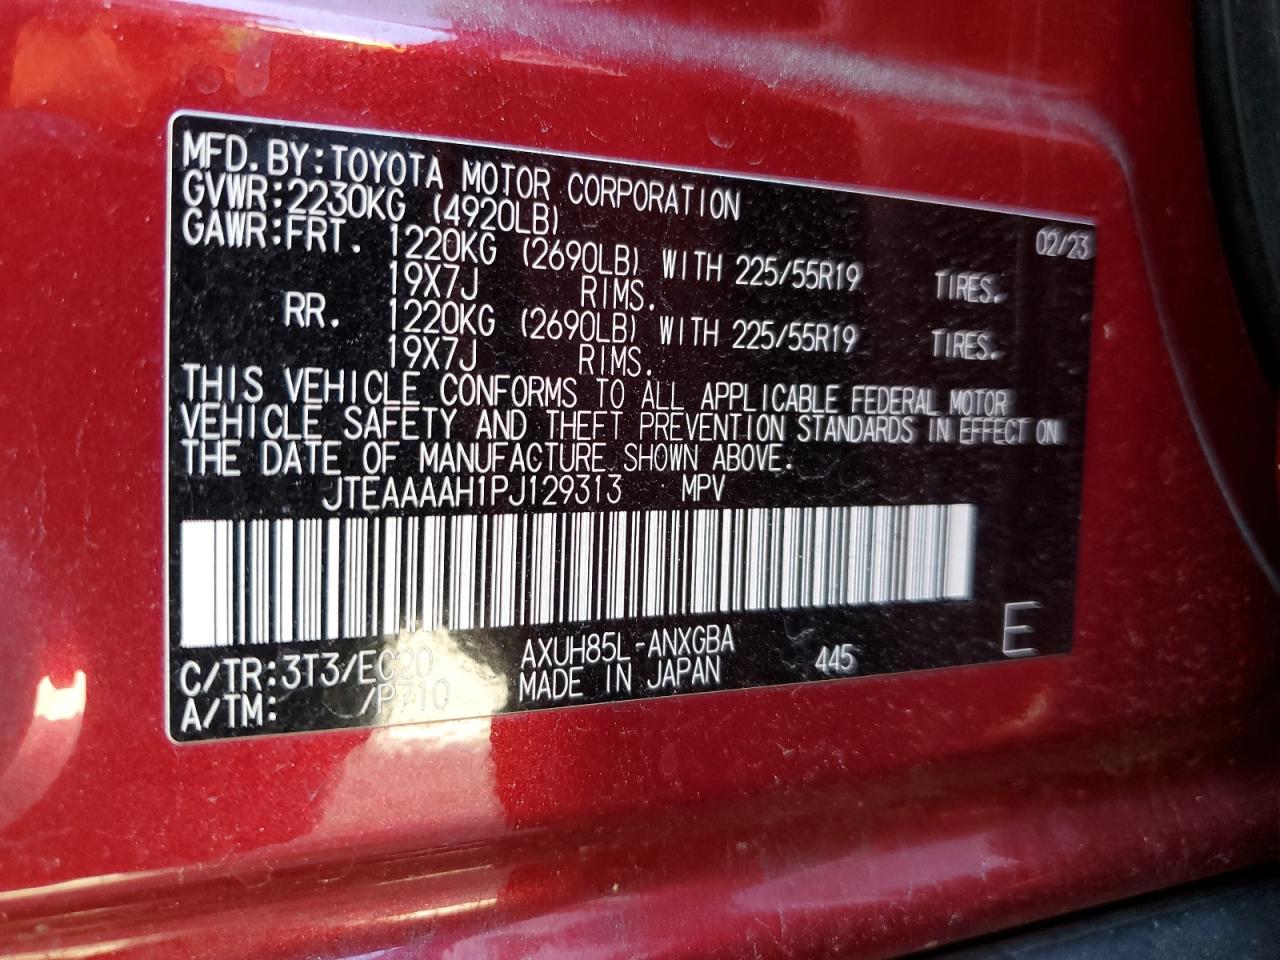 MFD.BY:TOYOTA MOTOR CORPORATION
GVWR:2230KG (4920LB) 02/23
GAWR:FRT. 1220KG (2690LB) WITH 225/55R19 TIRES.
19X7J RIMS.
RR. 1220KG (2690LB) WITH 225/55R19 TIRES.
19X7J RIMS.
THIS VEHICLE CONFORMS TO ALL APPLICABLE FEDERAL MOTOR
VEHICLE SAFETY AND THEFT PREVENTION STANDARDS IN EFFECT ON
THE DATE OF MANUFACTURE SHOWN ABOVE.
JTEAAAAH1PJ129313 MPV
C/TR:3T3/EC20 AXUH85L-ANXGBA 445 E
A/TM: /P710 MADE IN JAPAN